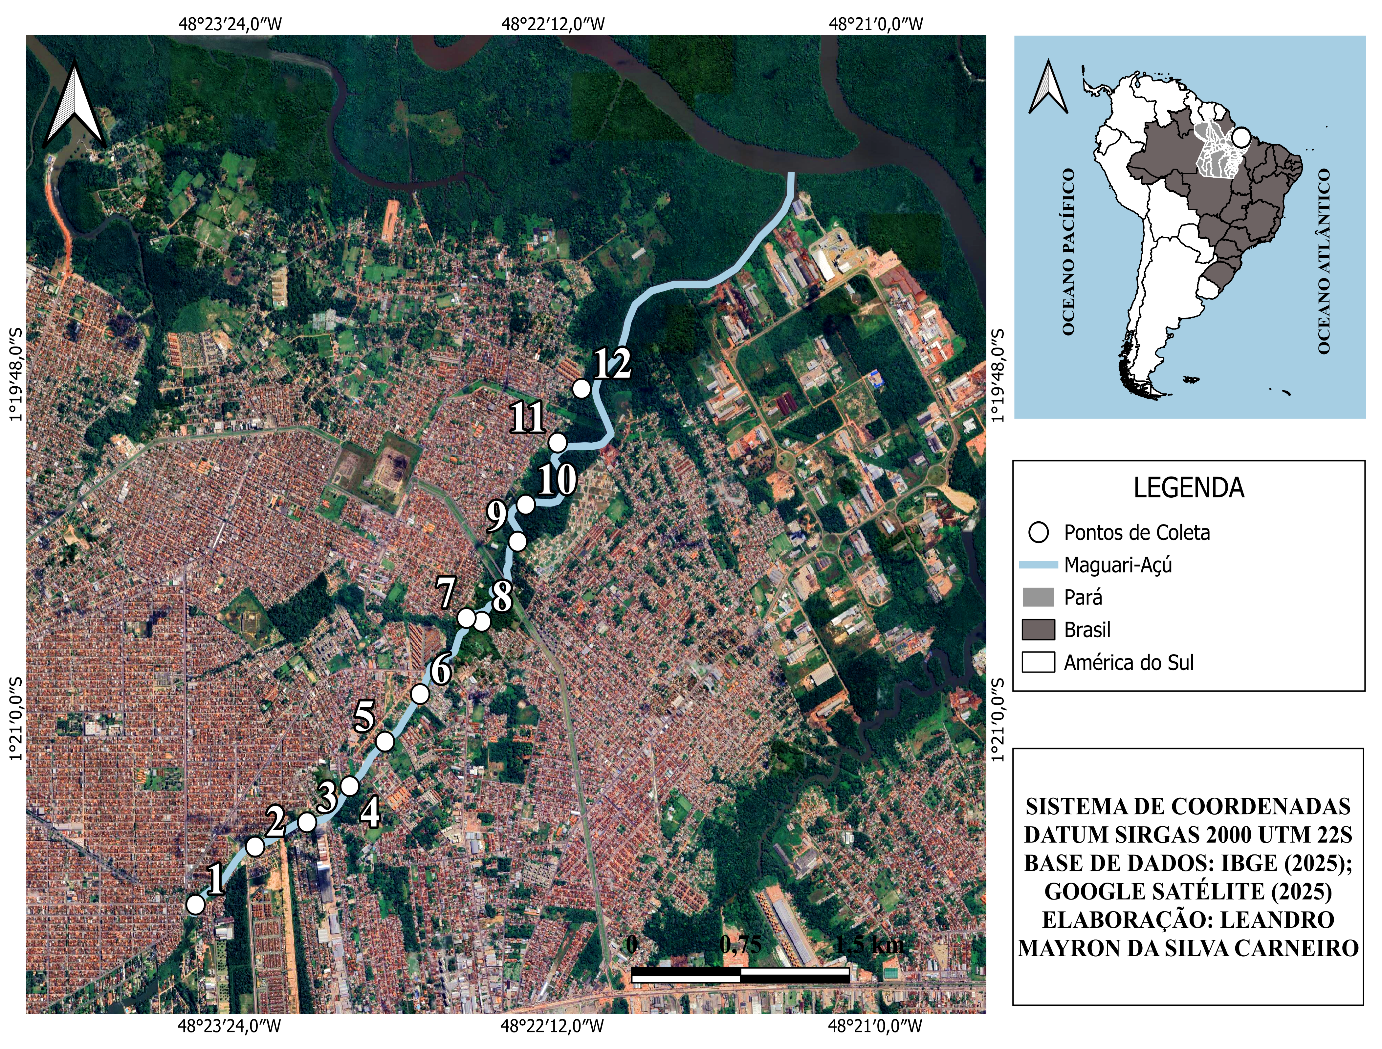 48°23′24,0″W
48°22′12,0″W
48°21′0,0″W
1°19′48,0″S
1°21′0,0″S
12
11
10
9
8
7
6
5
4
3
2
1
0 0,75 1,5 km
1°19′48,0″S
1°21′0,0″S
48°23′24,0″W
48°22′12,0″W
48°21′0,0″W
OCEANO PACÍFICO
OCEANO ATLÂNTICO
LEGENDA
Pontos de Coleta
Maguari-Açú
Pará
Brasil
América do Sul
SISTEMA DE COORDENADAS
DATUM SIRGAS 2000 UTM 22S
BASE DE DADOS: IBGE (2025);
GOOGLE SATÉLITE (2025)
ELABORAÇÃO: LEANDRO
MAYRON DA SILVA CARNEIRO